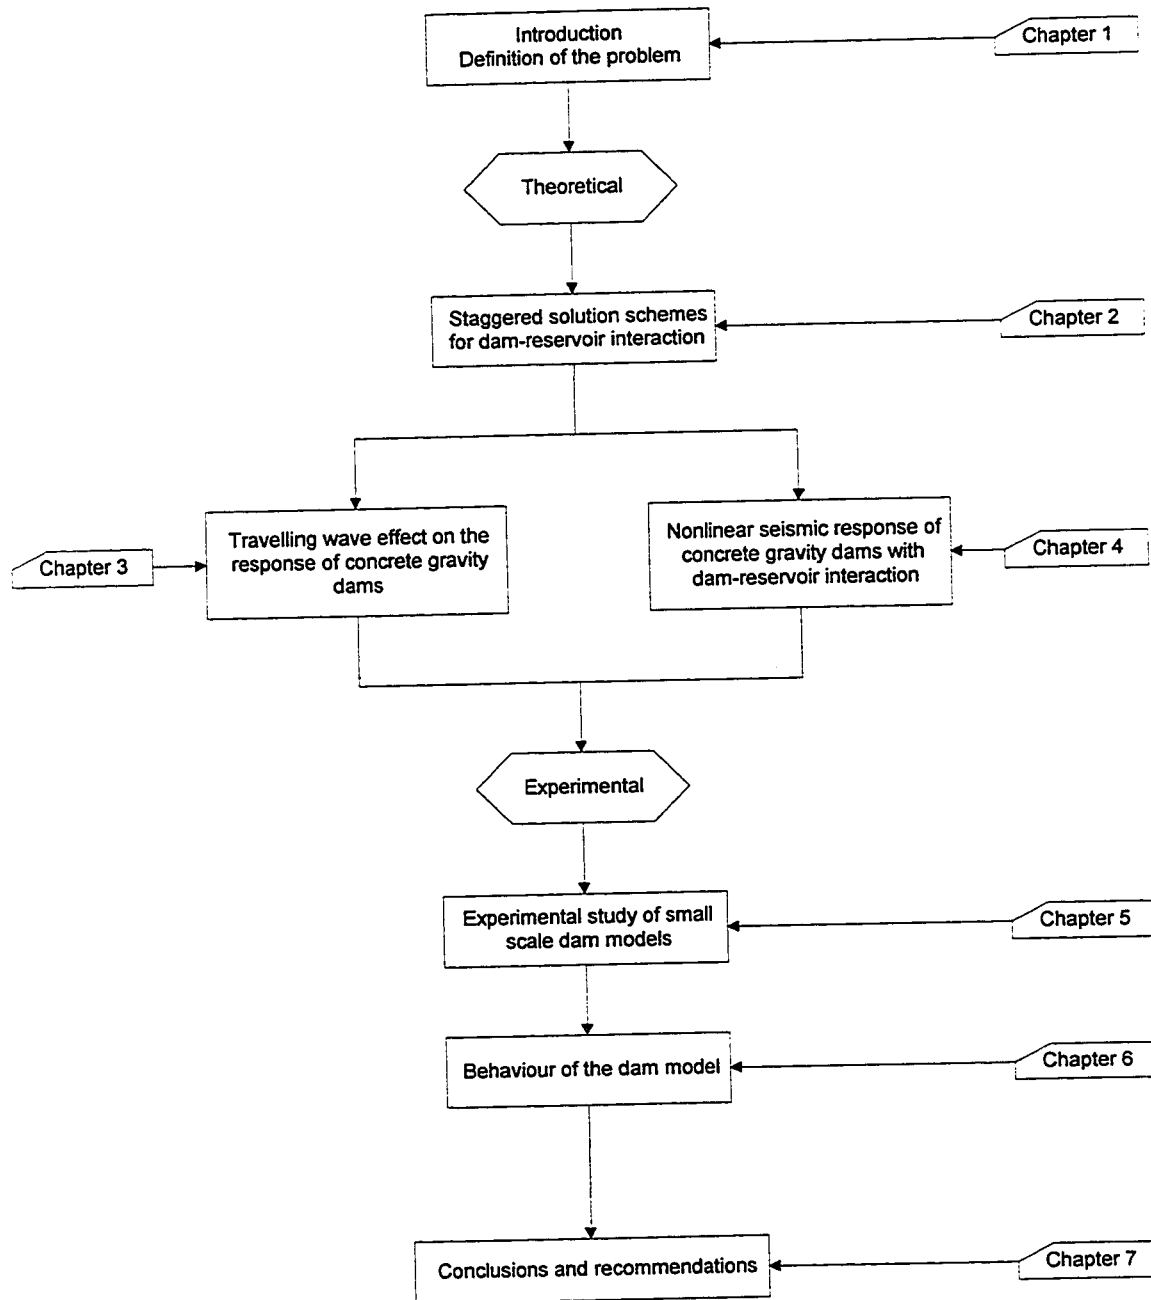 Introduction
Definition of the problem
Chapter 1
Theoretical
Staggered solution schemes
for dam-reservoir interaction
Chapter 2
Chapter 3
Travelling wave effect on the
response of concrete gravity
dams
Nonlinear seismic response of
concrete gravity dams with
dam-reservoir interaction
Chapter 4
Experimental
Experimental study of small
scale dam models
Chapter 5
Behaviour of the dam model
Chapter 6
Conclusions and recommendations
Chapter 7